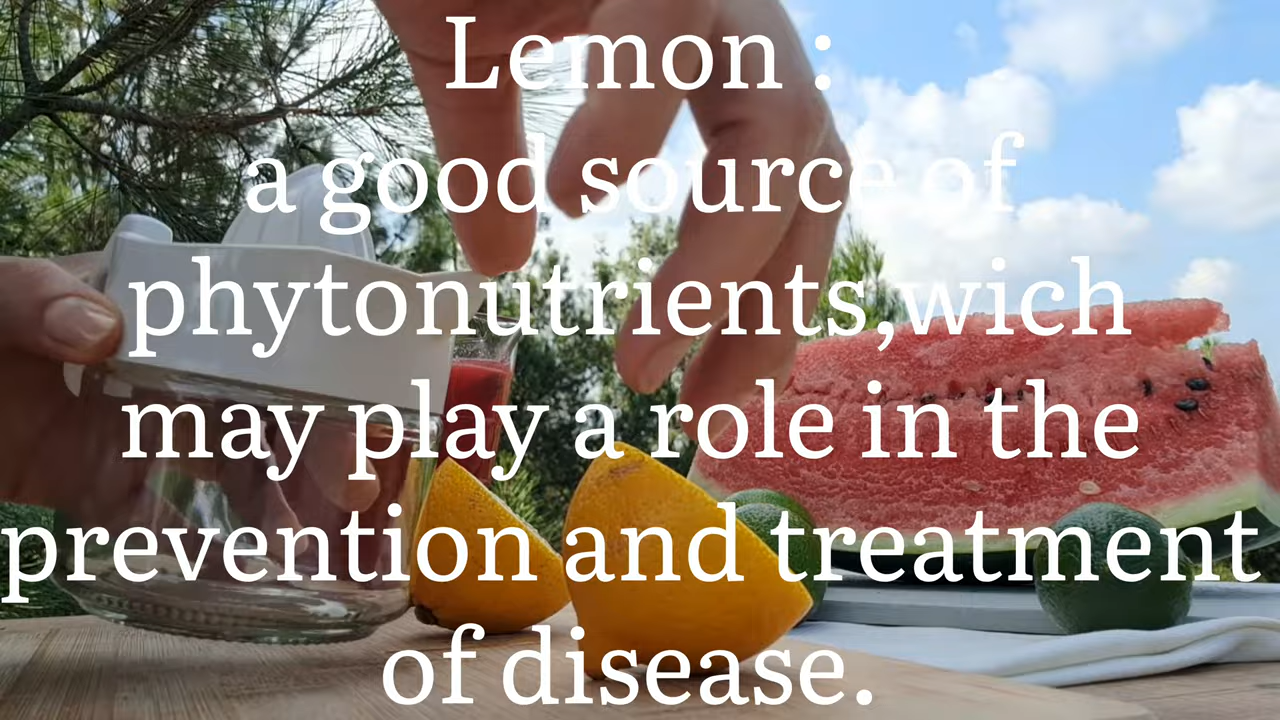 Lemon :
a good source of
phytonutrients,wich
may play a role in the
prevention and treatment
of disease.